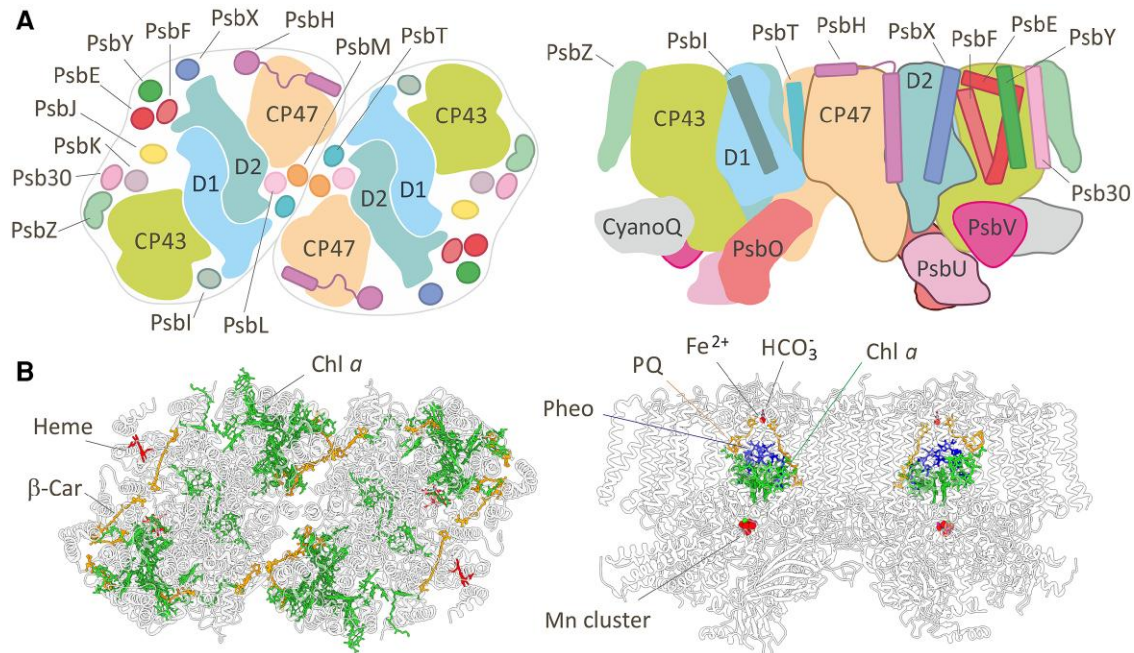 A
PsbY
PsbF
PsbX
PsbH
PsbM
PsbT
PsbE
PsbJ
PsbK
Psb30
PsbZ
CP47
CP43
D2
D1
D2
D1
CP43
CP47
PsbI
PsbL
PsbZ
PsbI
PsbT
PsbH
PsbX
PsbF
PsbE
PsbY
CP43
D1
CP47
D2
Psb30
CyanoQ
PsbO
PsbV
PsbU
B
Chl a
Heme
β-Car
Fe²⁺
HCO₃⁻
PQ
Chl a
Pheo
Mn cluster